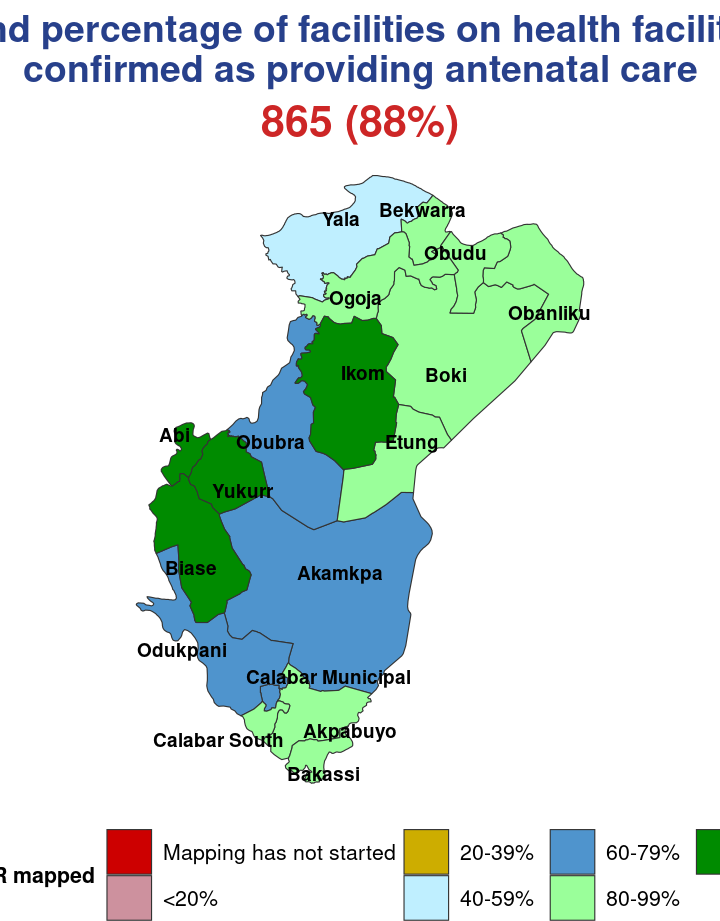 percentage of facilities on health
confirmed as providing antenatal care
865 (88%)
Yala
Bekwarra
Obudu
Ogoja
Obanliku
Ikom
Boki
Abi
Obubra
Etung
Yukurr
Biase
Akamkpa
Odukpani
Calabar Municipal
Calabar South
Akpabuyo
Bakassi
mapped
Mapping has not started
<20%
20-39%
40-59%
60-79%
80-99%